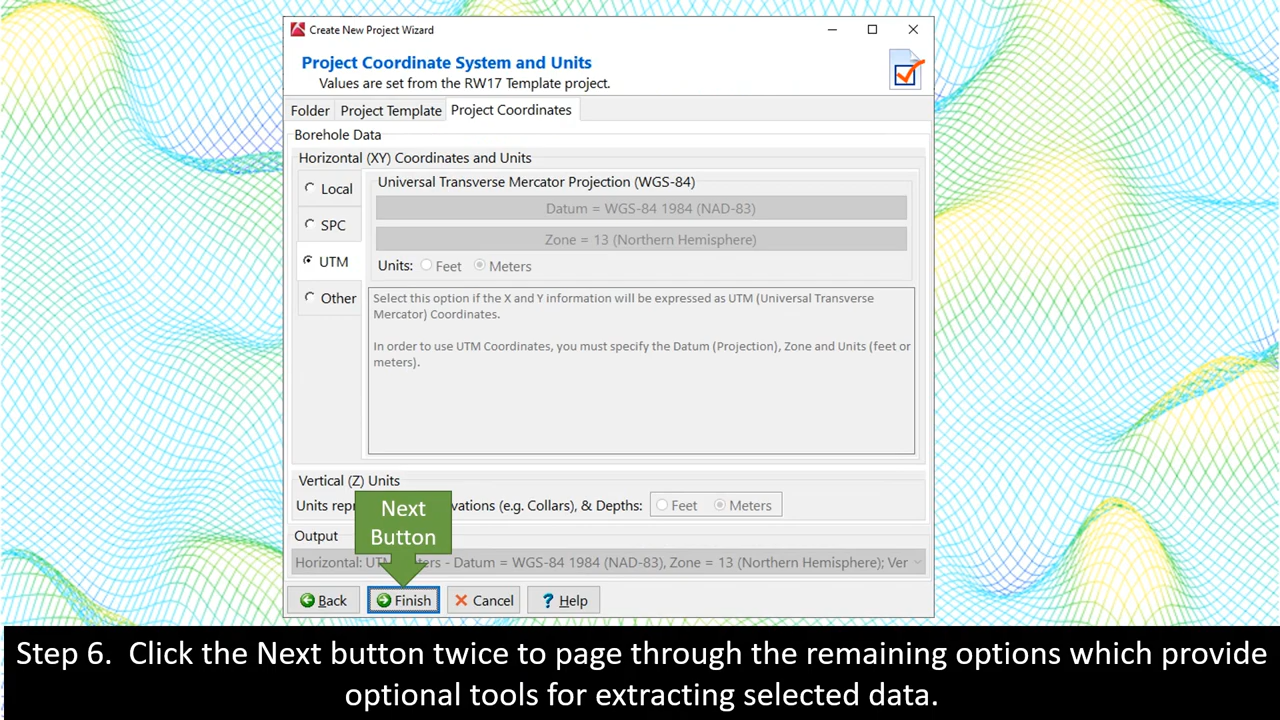 Create New Project Wizard
Project Coordinate System and Units
Values are set from the RW17 Template project.
Folder Project Template Project Coordinates
Borehole Data
Horizontal (XY) Coordinates and Units
Local
SPC
UTM
Other
Universal Transverse Mercator Projection (WGS-84)
Datum = WGS-84 1984 (NAD-83)
Zone = 13 (Northern Hemisphere)
Units: Feet Meters
Select this option if the X and Y information will be expressed as UTM (Universal Transverse
Mercator) Coordinates.
In order to use UTM Coordinates, you must specify the Datum (Projection), Zone and Units (feet or
meters).
Vertical (Z) Units
Units (e.g. Collars), & Depths: Feet Meters
Next
Button
Output
Horizontal: - Datum = WGS-84 1984 (NAD-83), Zone = 13 (Northern Hemisphere); Ver
Back Finish Cancel Help
Step 6. Click the Next button twice to page through the remaining options which provide
optional tools for extracting selected data.